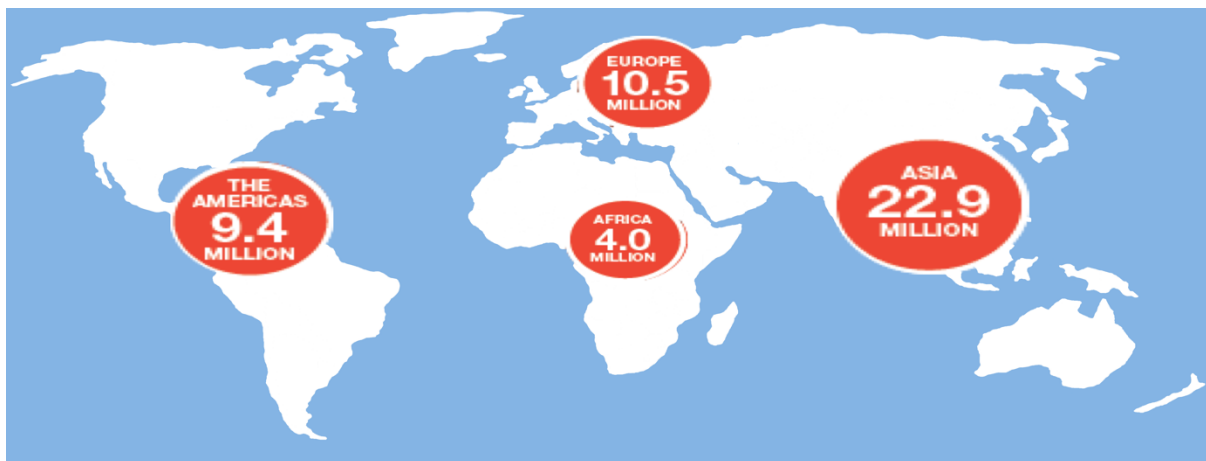 EUROPE
10.5
MILLION
THE
AMERICAS
9.4
MILLION
AFRICA
4.0
MILLION
ASIA
22.9
MILLION